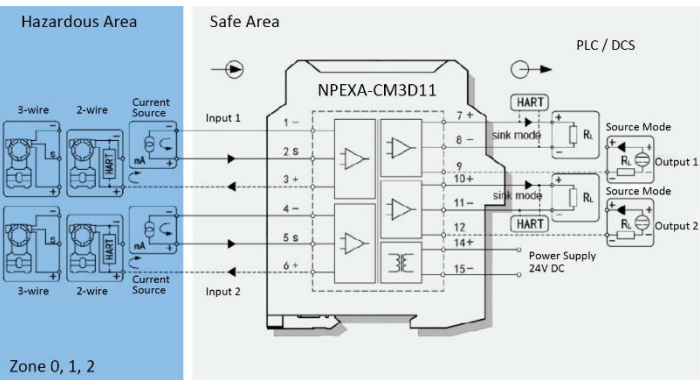 Hazardous Area
Safe Area
PLC / DCS
NPEXA-CM3D11
3-wire
2-wire
Current
Source
Input 1
1 −
2 s
3 +
4 −
5 s
6 +
7 +
8 −
9
10+
11−
12
14+
15−
HART
sink mode
RL
Source Mode
RL
Output 1
sink mode
HART
RL
Source Mode
RL
Output 2
Power Supply
24V DC
− s +
− HART +
− mA +
− s +
− HART +
− mA +
+ −
+ −
+ −
+ −
3-wire
2-wire
Current
Source
Input 2
Zone 0, 1, 2